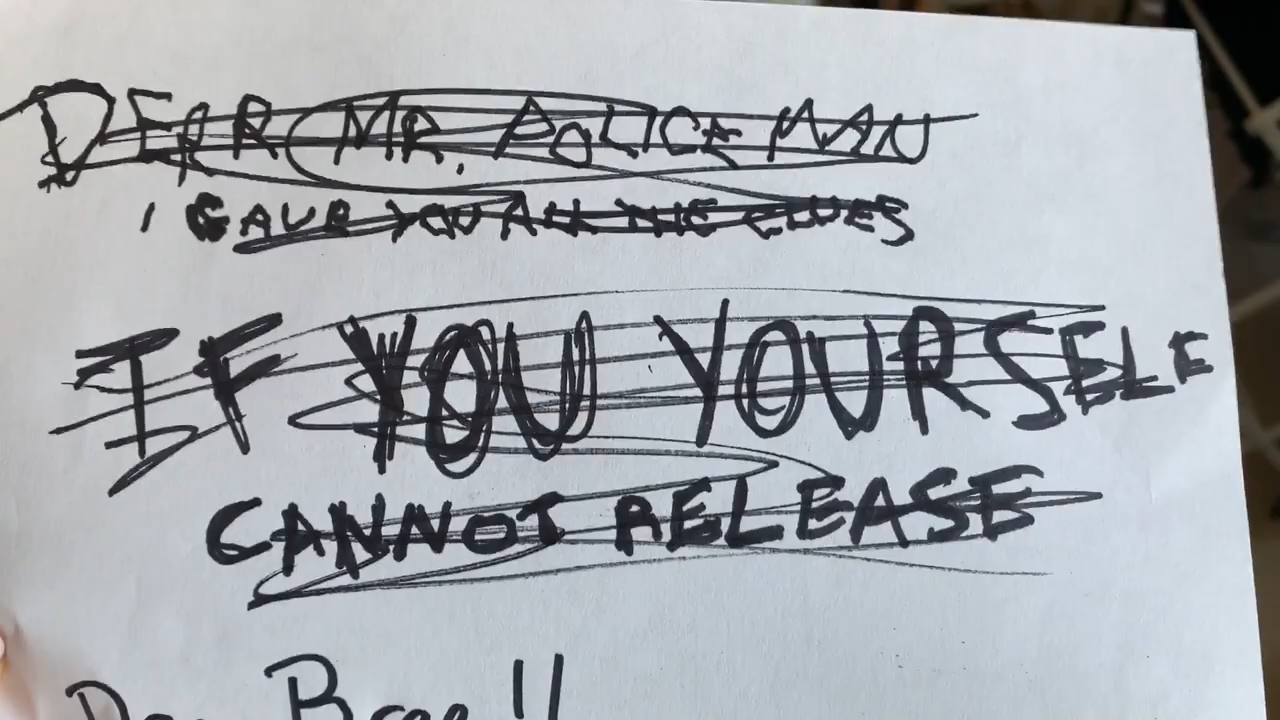 DEAR MR. POLICE MAN
I GAVE YOU ALL THE CLUES
IF YOU YOURSELF
CANNOT RELEASE